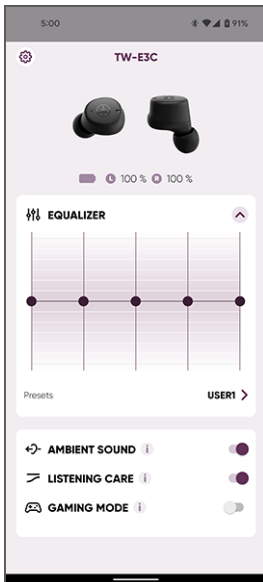 5:00 91%
TW-E3C
L 100 % R 100 %
EQUALIZER
Presets USER1
AMBIENT SOUND i
LISTENING CARE i
GAMING MODE i